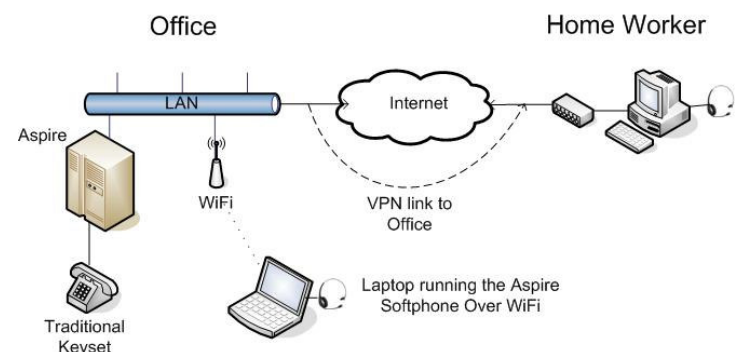 Office
Home Worker
LAN
Internet
Aspire
WiFi
VPN link to
Office
Laptop running the Aspire
Softphone Over WiFi
Traditional
Keyset